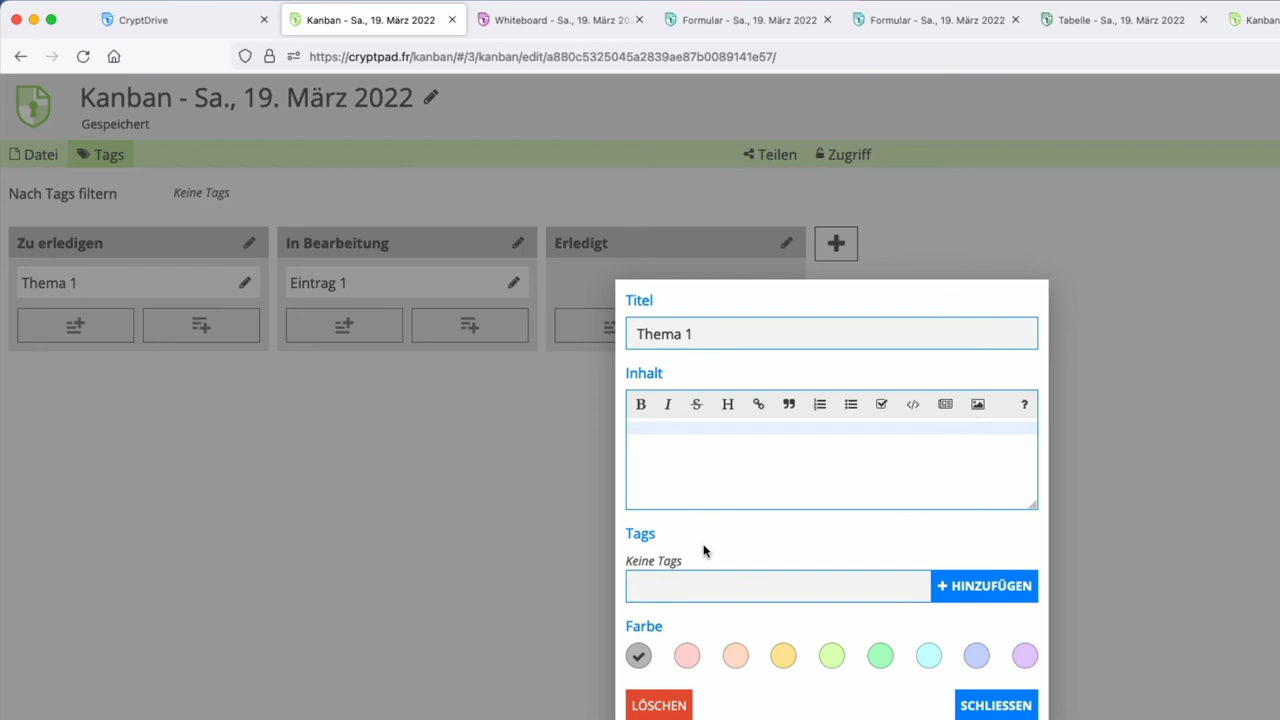 CryptDrive
Kanban - Sa., 19. März 2022
Whiteboard - Sa., 19. März 20
Formular - Sa., 19. März 2022
Formular - Sa., 19. März 2022
Tabelle - Sa., 19. März 2022
Kanban
https://cryptpad.fr/kanban/#/3/kanban/edit/a880c5325045a2839ae87b0089141e57/
Kanban - Sa., 19. März 2022
Gespeichert
Datei
Tags
Teilen
Zugriff
Nach Tags filtern
Keine Tags
Zu erledigen
In Bearbeitung
Erledigt
Thema 1
Eintrag 1
Titel
Thema 1
Inhalt
B I S H </> ?
Tags
Keine Tags
+ HINZUFÜGEN
Farbe
LÖSCHEN
SCHLIESSEN